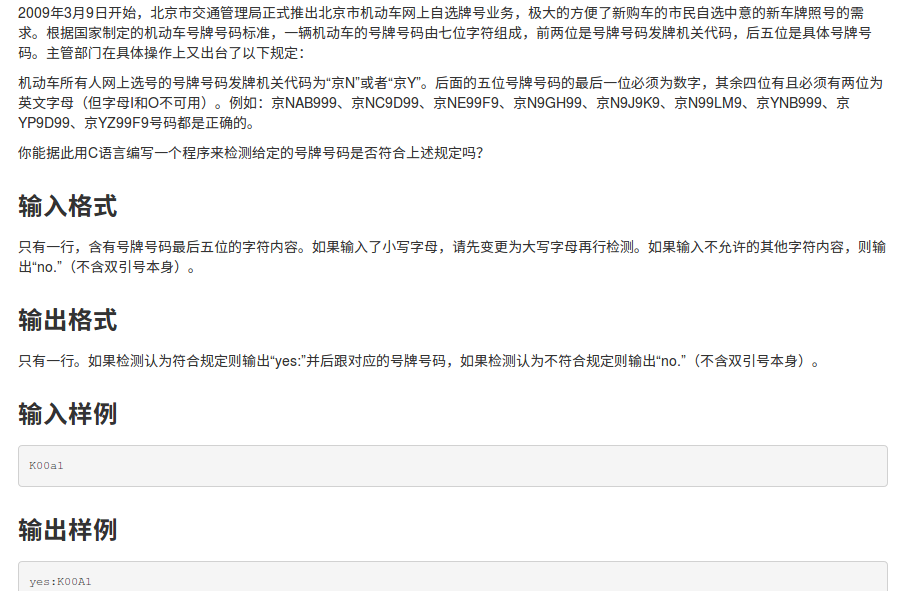 2009年3月9日开始，北京市交通管理局正式推出北京市机动车网上自选牌号业务，极大的方便了新购车的市民自选中意的新车牌照号的需
求。根据国家制定的机动车号牌号码标准，一辆机动车的号牌号码由七位字符组成，前两位是号牌号码发牌机关代码，后五位是具体号牌号
码。主管部门在具体操作上又出台了以下规定：
机动车所有人网上选号的号牌号码发牌机关代码为“京N”或者“京Y”。后面的五位号牌号码的最后一位必须为数字，其余四位有且必须有两位为
英文字母（但字母I和O不可用）。例如：京NAB999、京NC9D99、京NE99F9、京N9GH99、京N9J9K9、京N99LM9、京YNB999、京
YP9D99、京YZ99F9号码都是正确的。
你能据此用C语言编写一个程序来检测给定的号牌号码是否符合上述规定吗？
输入格式
只有一行，含有号牌号码最后五位的字符内容。如果输入了小写字母，请先变更为大写字母再行检测。如果输入不允许的其他字符内容，则输
出“no.”（不含双引号本身）。
输出格式
只有一行。如果检测认为符合规定则输出“yes:”并后跟对应的号牌号码，如果检测认为不符合规定则输出“no.”（不含双引号本身）。
输入样例
K00a1
输出样例
yes:K00A1